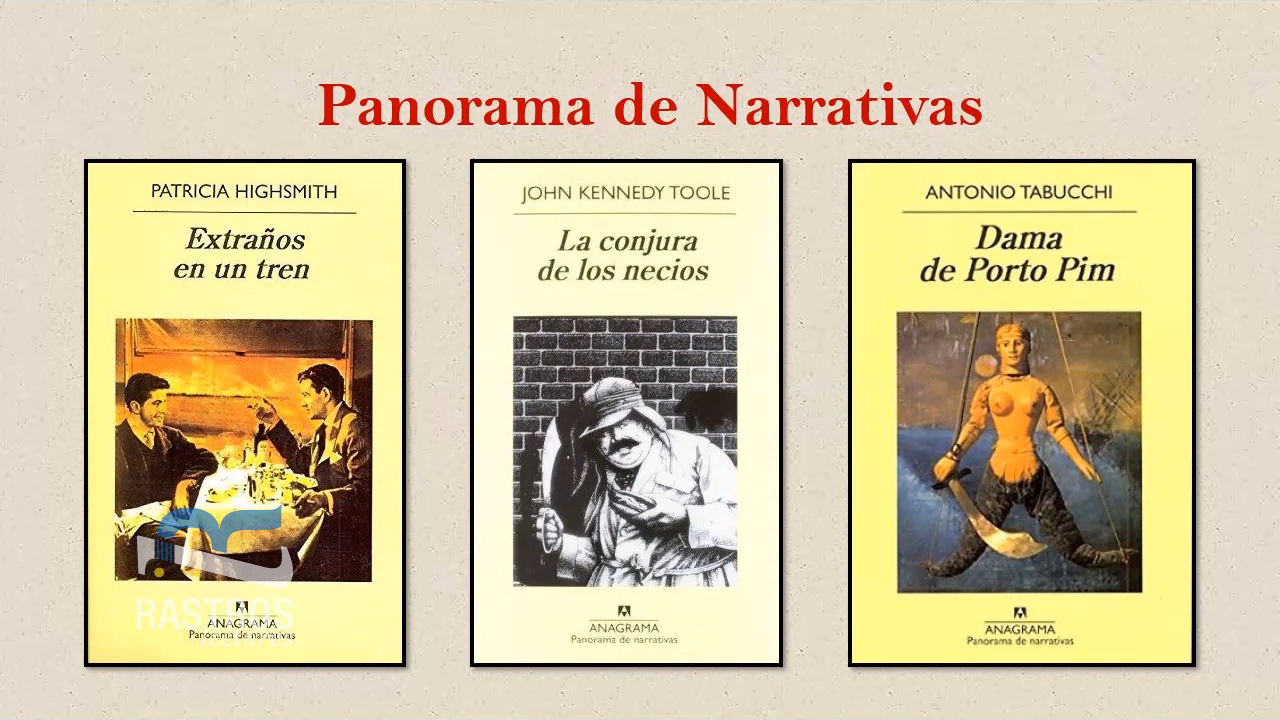 Panorama de Narrativas
PATRICIA HIGHSMITH
Extraños
en un tren
RASTROS
ANAGRAMA
Panorama de narrativas
JOHN KENNEDY TOOLE
La conjura
de los necios
ANAGRAMA
Panorama de narrativas
ANTONIO TABUCCHI
Dama
de Porto Pim
ANAGRAMA
Panorama de narrativas